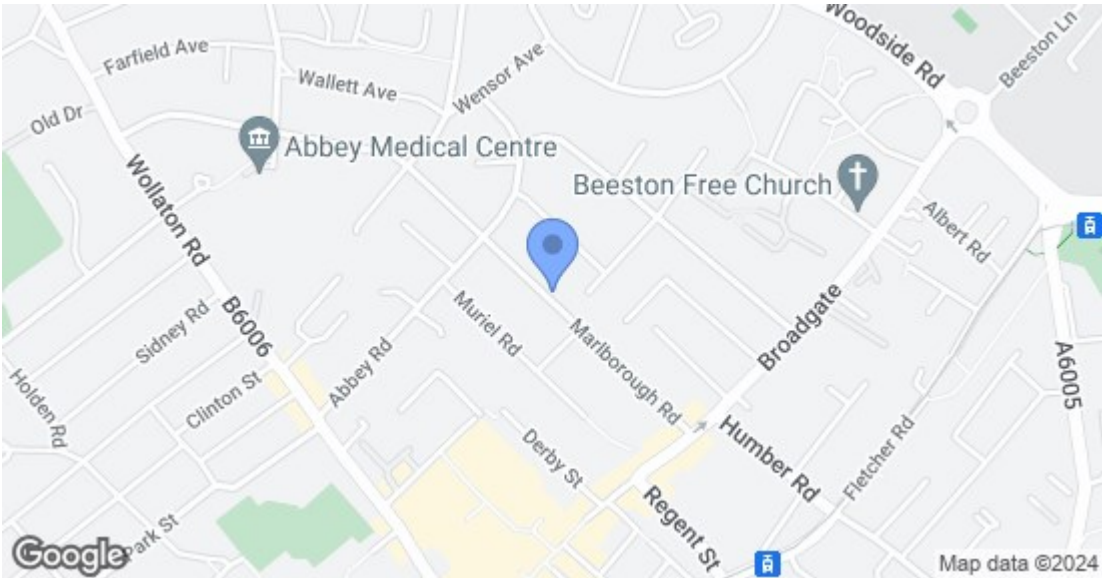 Woodside Rd
Beeston Ln
Farfield Ave
Wallett Ave
Wensor Ave
Old Dr
Abbey Medical Centre
Beeston Free Church
Wollaton Rd
Albert Rd
B6006
Sidney Rd
Muriel Rd
Marlborough Rd
Broadgate
A6005
Abbey Rd
Holden Rd
Clinton St
Derby St
Humber Rd
Fletcher Rd
Regent St
Park St
Google
Map data ©2024